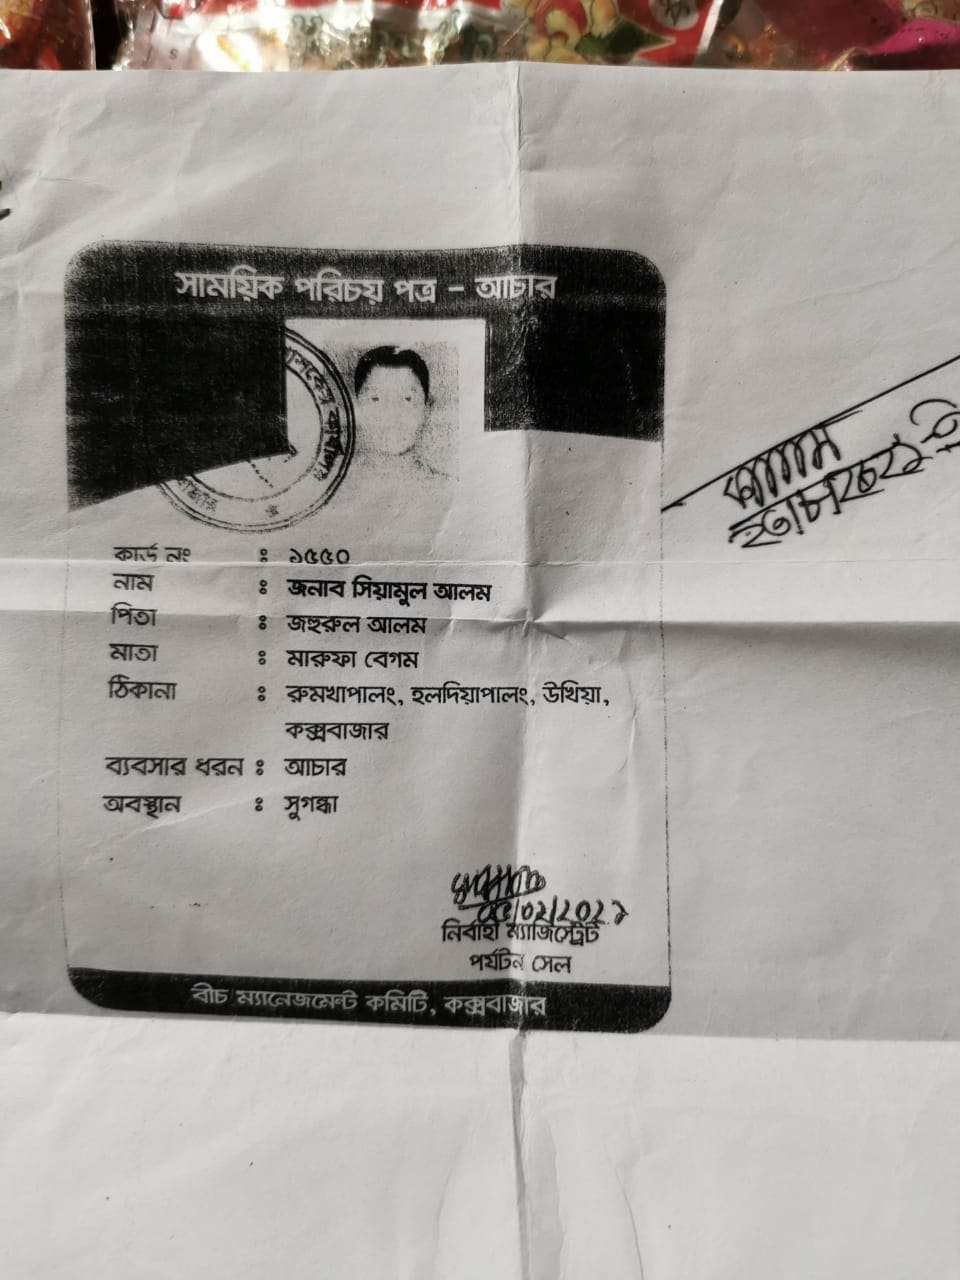 সাময়িক পরিচয় পত্র - আচার
কার্ড নং : ১৫৫০
নাম : জনাব সিয়ামুল আলম
পিতা : জহুরুল আলম
মাতা : মারুফা বেগম
ঠিকানা : রুমখাপালং, হলদিয়াপালং, উখিয়া,
কক্সবাজার
ব্যবসার ধরন : আচার
অবস্থান : সুগন্ধা
নির্বাহী ম্যাজিস্ট্রেট
পর্যটন সেল
বীচ ম্যানেজমেন্ট কমিটি, কক্সবাজার